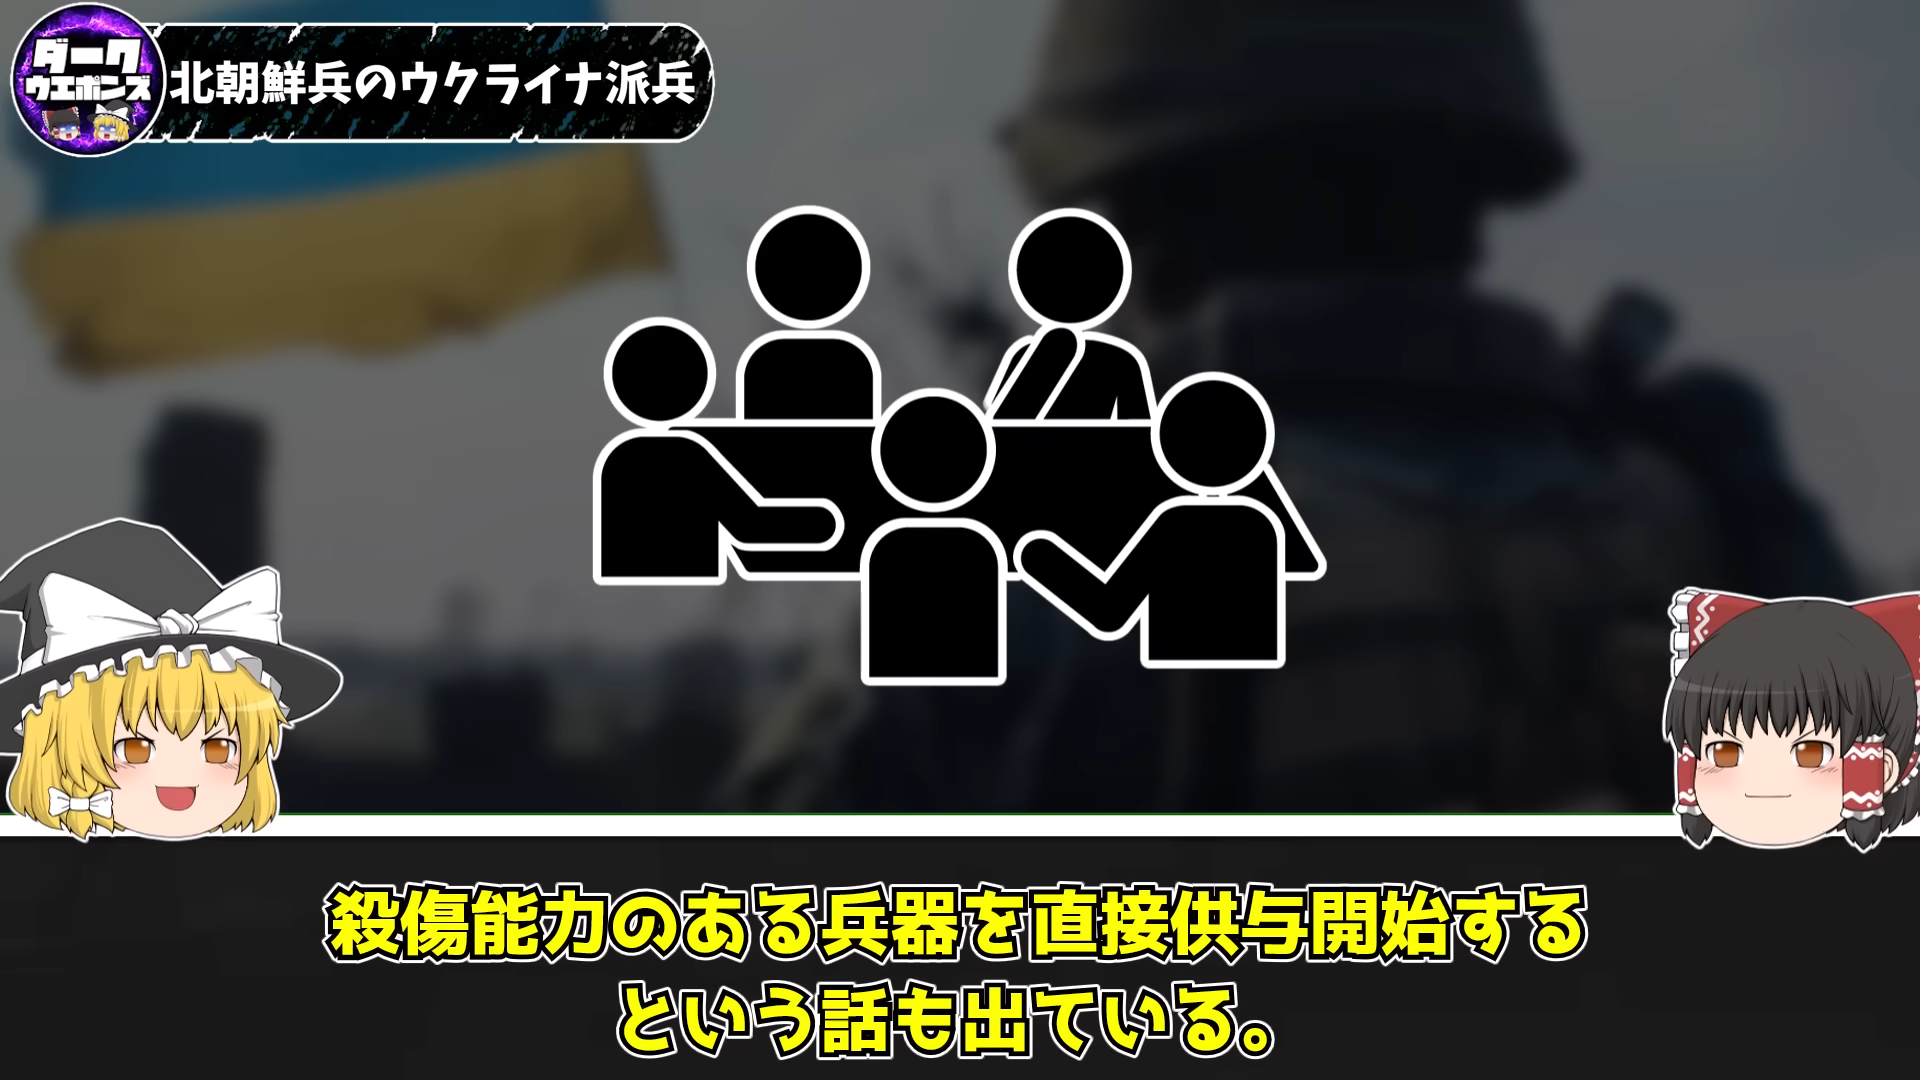 ダーク
ウエポンズ
北朝鮮兵のウクライナ派兵
殺傷能力のある兵器を直接供与開始する
という話も出ている。